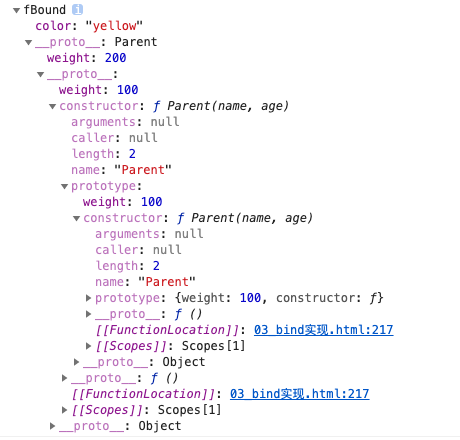 fBound i
color: "yellow"
__proto__: Parent
weight: 200
__proto__:
weight: 100
constructor: ƒ Parent(name, age)
arguments: null
caller: null
length: 2
name: "Parent"
prototype:
weight: 100
constructor: ƒ Parent(name, age)
arguments: null
caller: null
length: 2
name: "Parent"
prototype: {weight: 100, constructor: ƒ}
__proto__: ƒ ()
[[FunctionLocation]]: 03_bind实现.html:217
[[Scopes]]: Scopes[1]
__proto__: Object
__proto__: ƒ ()
[[FunctionLocation]]: 03_bind实现.html:217
[[Scopes]]: Scopes[1]
__proto__: Object